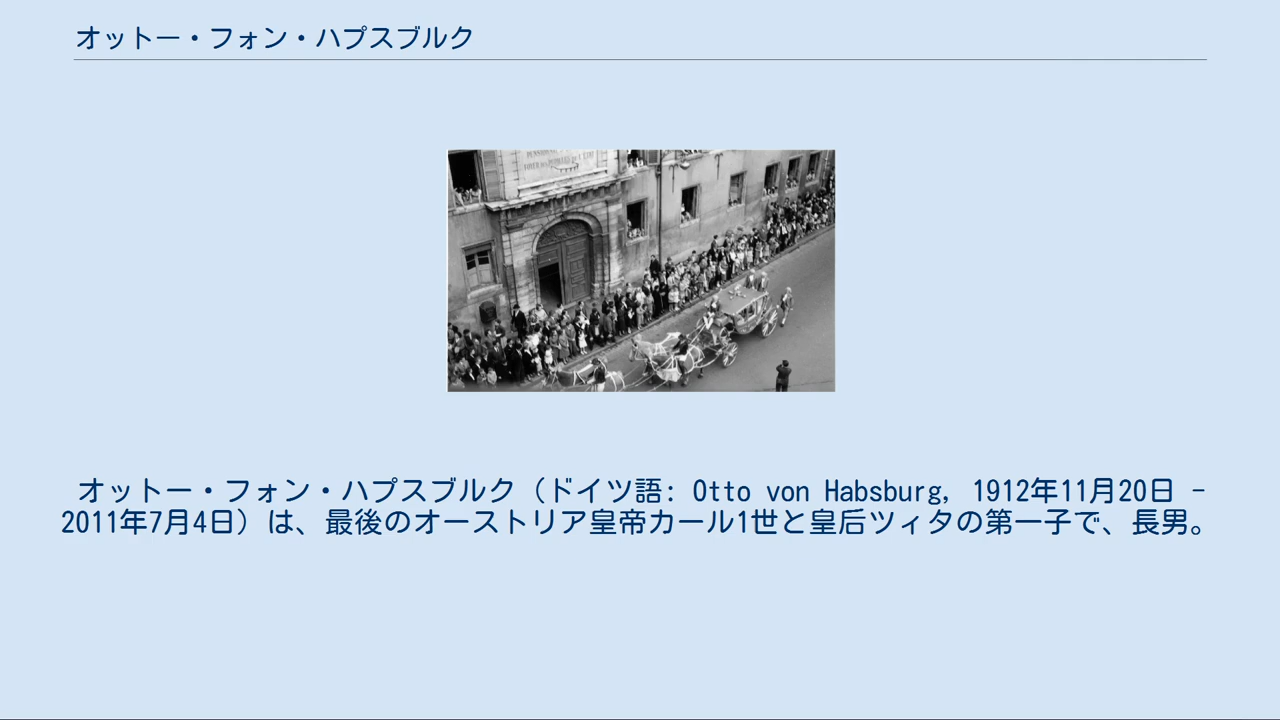 オットー・フォン・ハプスブルク
オットー・フォン・ハプスブルク（ドイツ語: Otto von Habsburg, 1912年11月20日 -
2011年7月4日）は、最後のオーストリア皇帝カール1世と皇后ツィタの第一子で、長男。